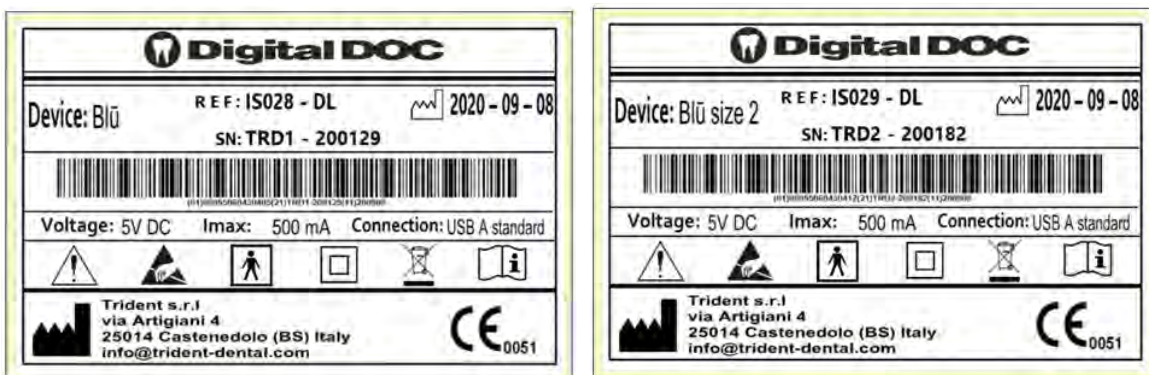 Digital DOC
Device: Blū
REF: IS028 - DL
2020 - 09 - 08
SN: TRD1 - 200129
Voltage: 5V DC Imax: 500 mA Connection: USB A standard
Trident s.r.l
via Artigiani 4
25014 Castenedolo (BS) Italy
info@trident-dental.com
CE 0051
Digital DOC
Device: Blū size 2
REF: IS029 - DL
2020 - 09 - 08
SN: TRD2 - 200182
Voltage: 5V DC Imax: 500 mA Connection: USB A standard
Trident s.r.l
via Artigiani 4
25014 Castenedolo (BS) Italy
info@trident-dental.com
CE 0051